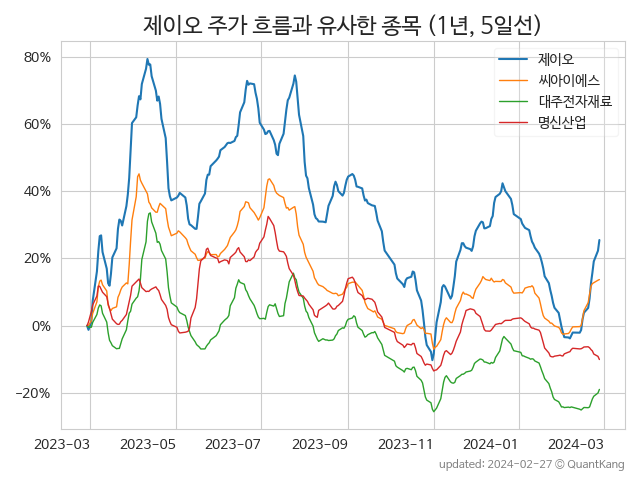 제이오 주가 흐름과 유사한 종목 (1년, 5일선)
제이오
씨아이에스
대주전자재료
명신산업
80%
60%
40%
20%
0%
−20%
2023-03 2023-05 2023-07 2023-09 2023-11 2024-01 2024-03
updated: 2024-02-27 © QuantKang